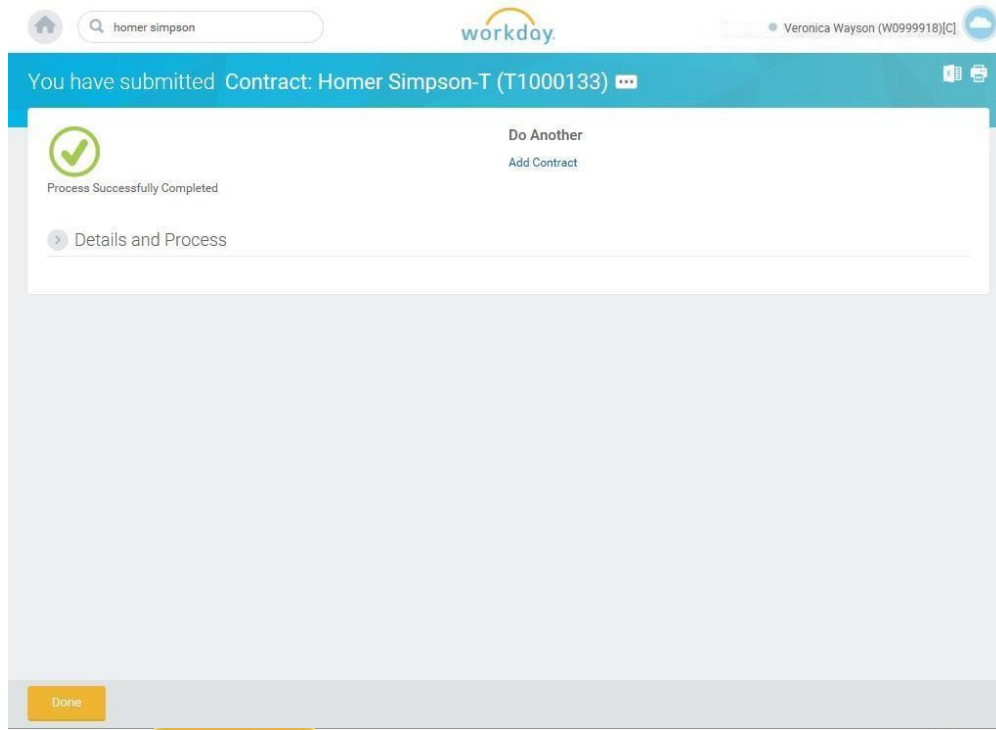 homer simpson
workday.
Veronica Wayson (W0999918)[C]
You have submitted Contract: Homer Simpson-T (T1000133)
Do Another
Add Contract
Process Successfully Completed
Details and Process
Done